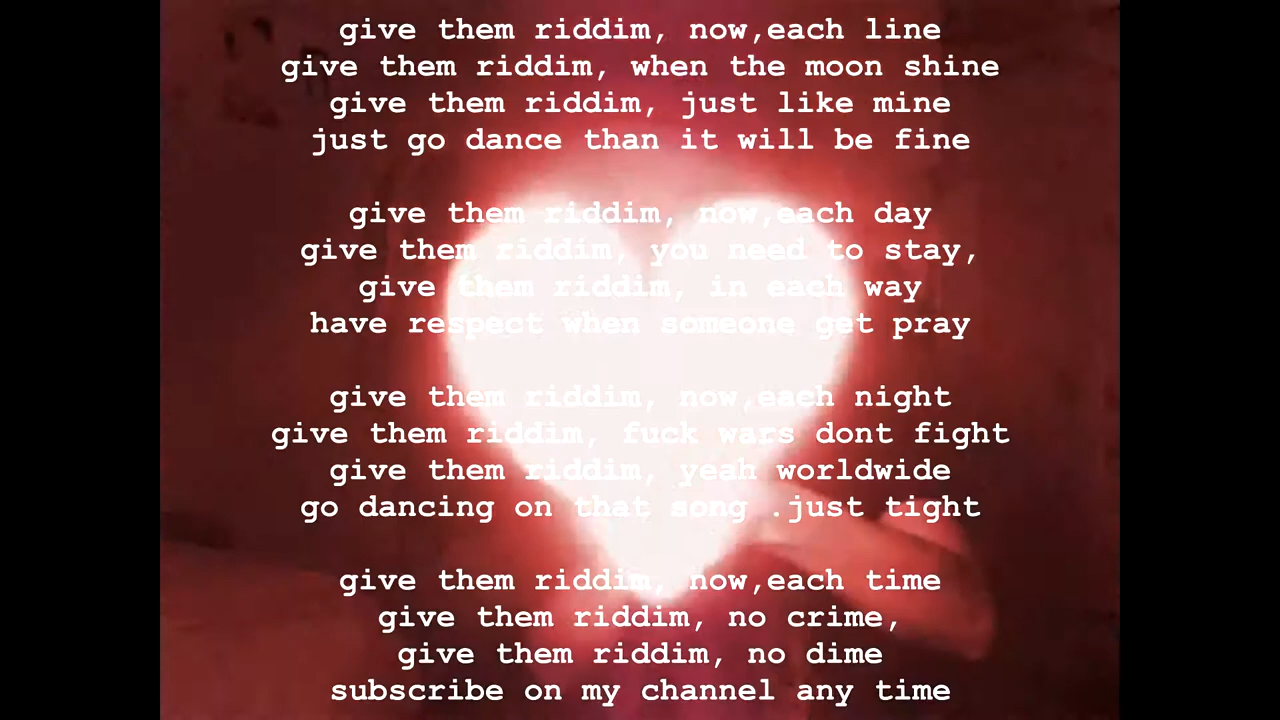 give them riddim, now,each line
give them riddim, when the moon shine
give them riddim, just like mine
just go dance than it will be fine
give them riddim, now,each day
give them riddim, you need to stay,
give them riddim, in each way
have respect when someone get pray
give them riddim, now,each night
give them riddim, fuck wars dont fight
give them riddim, yeah worldwide
go dancing on that song .just tight
give them riddim, now,each time
give them riddim, no crime,
give them riddim, no dime
subscribe on my channel any time